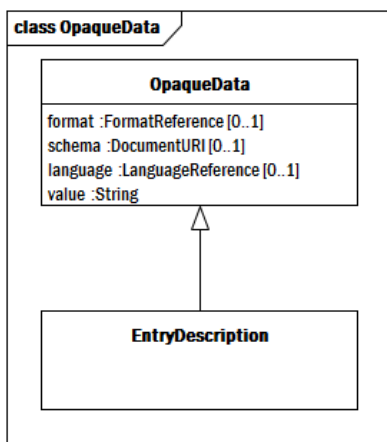 class OpaqueData
OpaqueData
format :FormatReference [0..1]
schema :DocumentURI [0..1]
language :LanguageReference [0..1]
value :String
EntryDescription